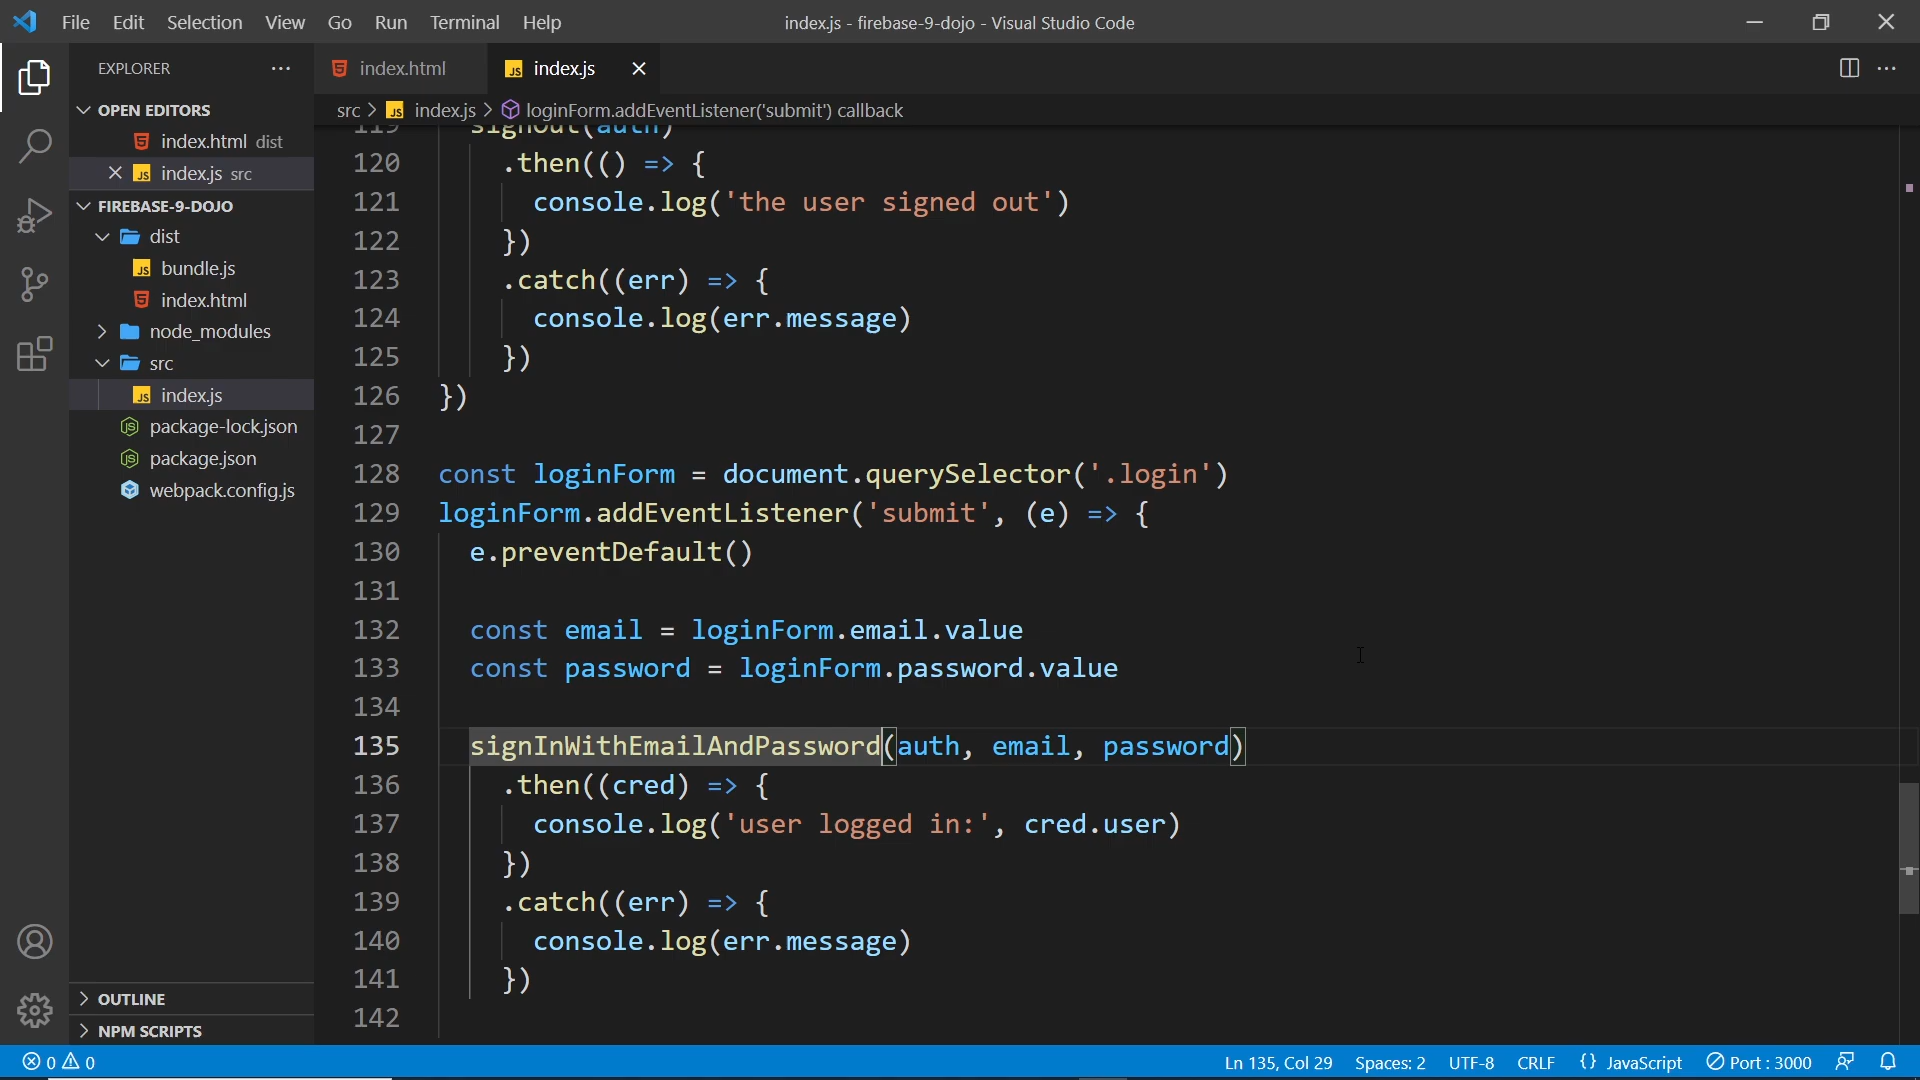 File Edit Selection View Go Run Terminal Help
index.js - firebase-9-dojo - Visual Studio Code
EXPLORER
OPEN EDITORS
index.html dist
index.js src
FIREBASE-9-DOJO
dist
bundle.js
index.html
node_modules
src
index.js
package-lock.json
package.json
webpack.config.js
OUTLINE
NPM SCRIPTS
index.html
index.js
src > index.js > loginForm.addEventListener('submit') callback
119 signOut(auth)
120 .then(() => {
121 console.log('the user signed out')
122 })
123 .catch((err) => {
124 console.log(err.message)
125 })
126 })
127
128 const loginForm = document.querySelector('.login')
129 loginForm.addEventListener('submit', (e) => {
130 e.preventDefault()
131
132 const email = loginForm.email.value
133 const password = loginForm.password.value
134
135 signInWithEmailAndPassword(auth, email, password)
136 .then((cred) => {
137 console.log('user logged in:', cred.user)
138 })
139 .catch((err) => {
140 console.log(err.message)
141 })
142
0 0 Ln 135, Col 29 Spaces: 2 UTF-8 CRLF {} JavaScript Port : 3000